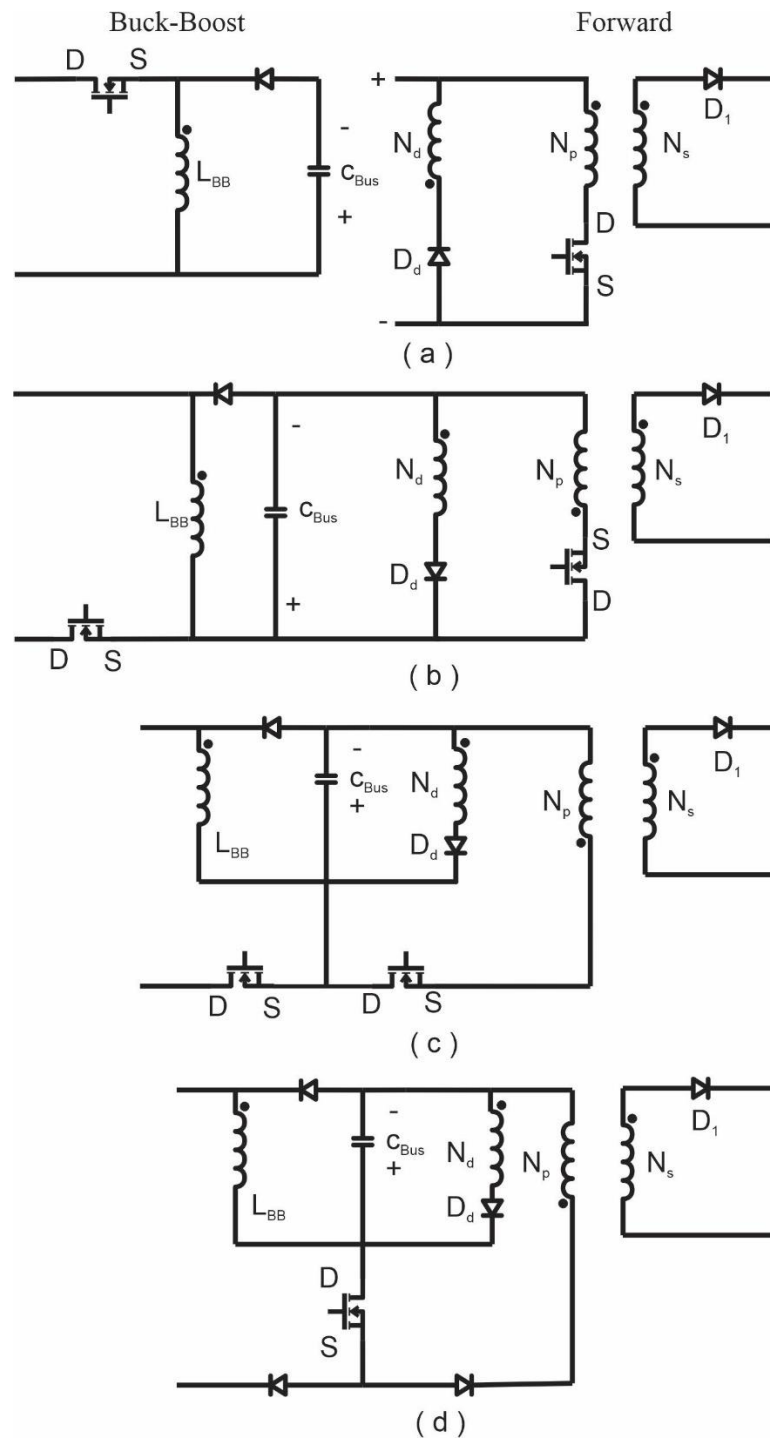 Buck-Boost Forward
D S
L_BB
- c_Bus +
+ N_d N_p N_s D_1
D_d D S
-
( a )
L_BB
- c_Bus +
N_d N_p N_s D_1
D_d S D
D S
( b )
L_BB
- c_Bus +
N_d N_p N_s D_1
D_d
D S D S
( c )
L_BB
- c_Bus +
N_d N_p N_s D_1
D_d
D
S
( d )